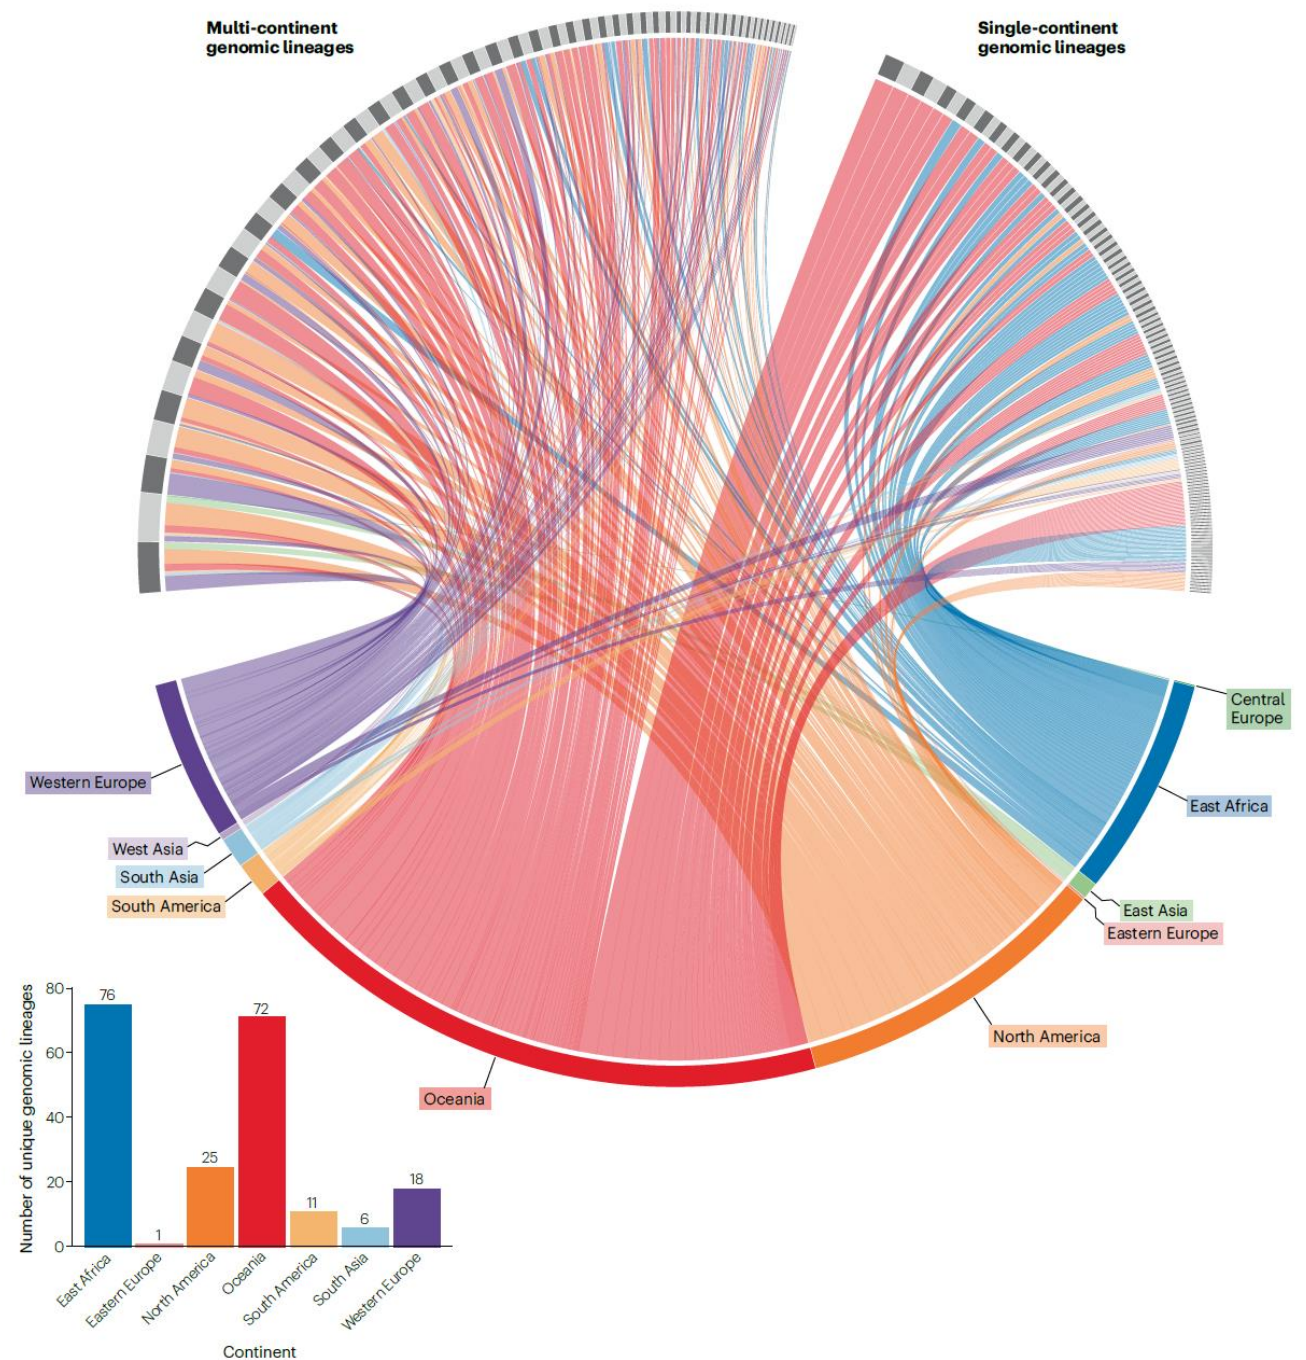 Multi-continent
genomic lineages
Single-continent
genomic lineages
Central
Europe
Western Europe
East Africa
West Asia
South Asia
South America
East Asia
Eastern Europe
North America
Oceania
Number of unique genomic lineages
80
60
40
20
0
76
1
25
72
11
6
18
East Africa
Eastern Europe
North America
Oceania
South America
South Asia
Western Europe
Continent